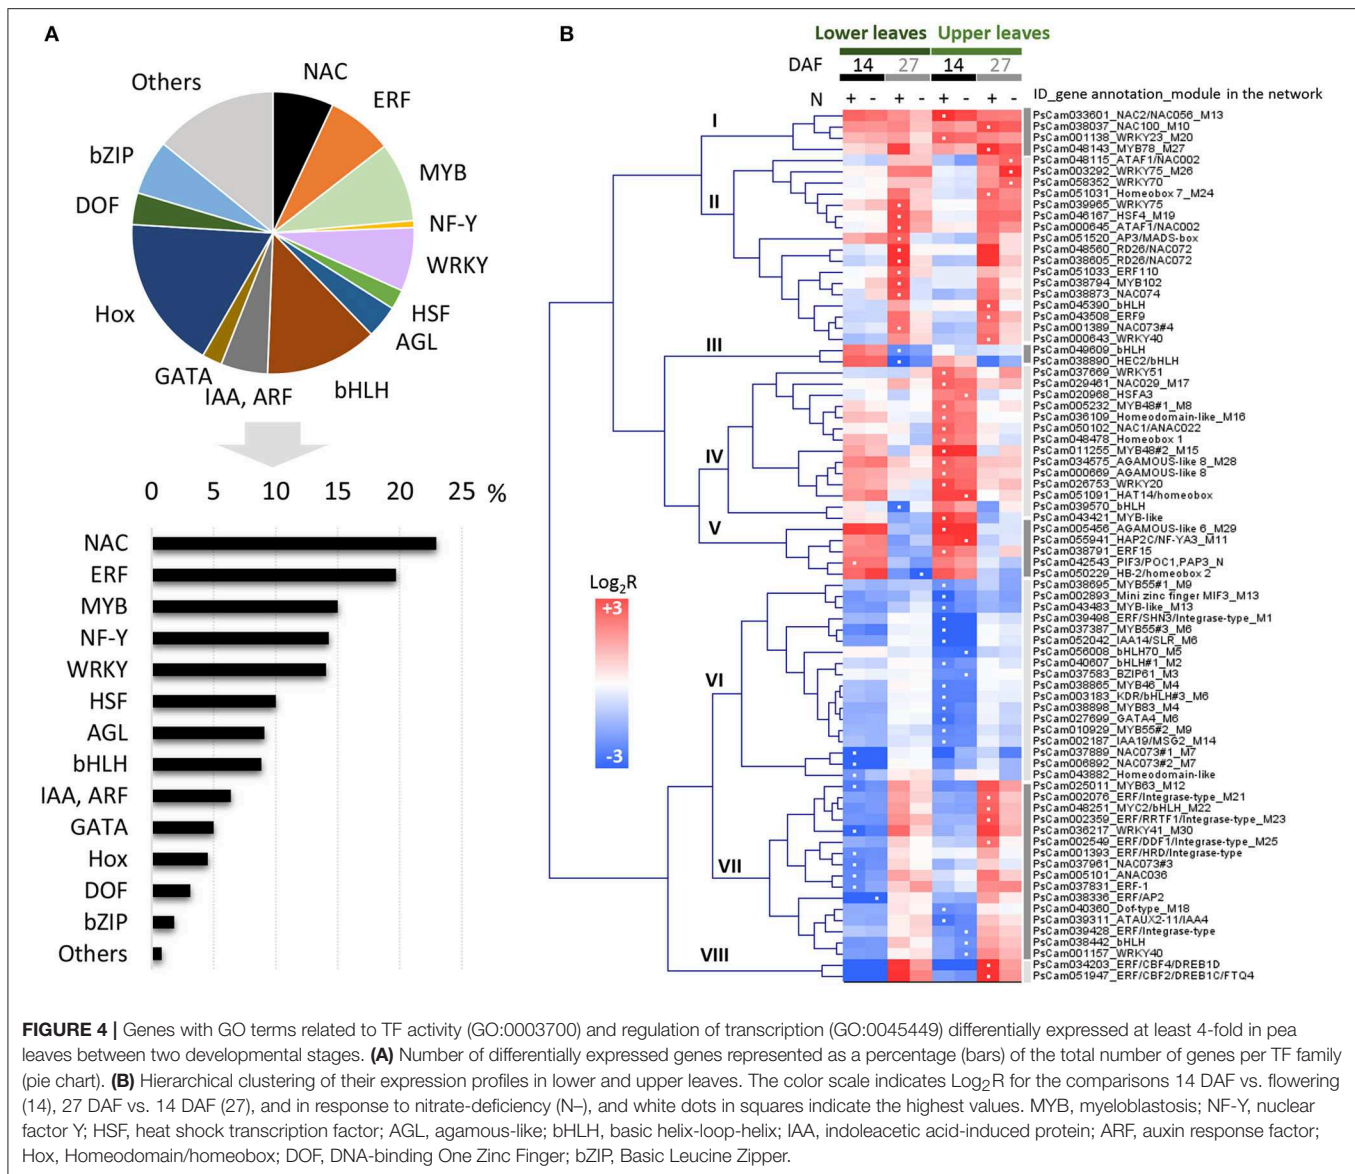 A
Others
NAC
ERF
MYB
NF-Y
WRKY
HSF
AGL
bHLH
IAA, ARF
GATA
Hox
DOF
bZIP
0 5 10 15 20 25 %
NAC
ERF
MYB
NF-Y
WRKY
HSF
AGL
bHLH
IAA, ARF
GATA
Hox
DOF
bZIP
Others
B
Lower leaves Upper leaves
DAF 14 27 14 27
N + - + - + - + - ID_gene annotation_module in the network
I
II
III
IV
V
VI
VII
VIII
Log2R
+3
-3
PsCam033601_NAC2/NAC056_M13
PsCam038037_NAC100_M10
PsCam001138_WRKY23_M20
PsCam048143_MYB78_M27
PsCam048115_ATAF1/NAC002
PsCam003292_WRKY75_M26
PsCam058352_WRKY70
PsCam051031_Homeobox 7_M24
PsCam039965_WRKY75
PsCam046167_HSF4_M19
PsCam000645_ATAF1/NAC002
PsCam051520_AP3/MADS-box
PsCam048560_RD26/NAC072
PsCam038605_RD26/NAC072
PsCam051033_ERF110
PsCam038794_MYB102
PsCam038873_NAC074
PsCam045390_bHLH
PsCam043508_ERF9
PsCam001389_NAC073#4
PsCam000643_WRKY40
PsCam049609_bHLH
PsCam038890_HEC2/bHLH
PsCam037669_WRKY51
PsCam029461_NAC029_M17
PsCam020968_HSFA3
PsCam005232_MYB48#1_M8
PsCam036109_Homeodomain-like_M16
PsCam050102_NAC1/ANAC022
PsCam048478_Homeobox 1
PsCam011255_MYB48#2_M15
PsCam034575_AGAMOUS-like 8_M28
PsCam000669_AGAMOUS-like 8
PsCam026753_WRKY20
PsCam051091_HAT14/homeobox
PsCam039570_bHLH
PsCam043421_MYB-like
PsCam005456_AGAMOUS-like 6_M29
PsCam055941_HAP2C/NF-YA3_M11
PsCam038791_ERF15
PsCam042543_PIF3/POC1,PAP3_N
PsCam050229_HB-2/homeobox 2
PsCam038695_MYB55#1_M9
PsCam002893_Mini zinc finger MIF3_M13
PsCam043483_MYB-like_M13
PsCam039498_ERF/SHN3/Integrase-type_M1
PsCam037387_MYB55#3_M6
PsCam052042_IAA14/SLR_M6
PsCam056008_bHLH70_M5
PsCam040607_bHLH#1_M2
PsCam037583_BZIP61_M3
PsCam038865_MYB46_M4
PsCam003183_KDR/bHLH#3_M6
PsCam038898_MYB83_M4
PsCam027699_GATA4_M6
PsCam010929_MYB55#2_M9
PsCam002187_IAA19/MSG2_M14
PsCam037889_NAC073#1_M7
PsCam006892_NAC073#2_M7
PsCam043882_Homeodomain-like
PsCam025011_MYB63_M12
PsCam002076_ERF/Integrase-type_M21
PsCam048251_MYC2/bHLH_M22
PsCam002359_ERF/RRTF1/Integrase-type_M23
PsCam036217_WRKY41_M30
PsCam002549_ERF/DDF1/Integrase-type_M25
PsCam001393_ERF/HRD/Integrase-type
PsCam037961_NAC073#3
PsCam005101_ANAC036
PsCam037831_ERF-1
PsCam038336_ERF/AP2
PsCam040360_Dof-type_M18
PsCam039311_ATAUX2-11/IAA4
PsCam039428_ERF/Integrase-type
PsCam038442_bHLH
PsCam001157_WRKY40
PsCam034203_ERF/CBF4/DREB1D
PsCam051947_ERF/CBF2/DREB1C/FTQ4
FIGURE 4 | Genes with GO terms related to TF activity (GO:0003700) and regulation of transcription (GO:0045449) differentially expressed at least 4-fold in pea
leaves between two developmental stages. (A) Number of differentially expressed genes represented as a percentage (bars) of the total number of genes per TF family
(pie chart). (B) Hierarchical clustering of their expression profiles in lower and upper leaves. The color scale indicates Log2R for the comparisons 14 DAF vs. flowering
(14), 27 DAF vs. 14 DAF (27), and in response to nitrate-deficiency (N–), and white dots in squares indicate the highest values. MYB, myeloblastosis; NF-Y, nuclear
factor Y; HSF, heat shock transcription factor; AGL, agamous-like; bHLH, basic helix-loop-helix; IAA, indoleacetic acid-induced protein; ARF, auxin response factor;
Hox, Homeodomain/homeobox; DOF, DNA-binding One Zinc Finger; bZIP, Basic Leucine Zipper.